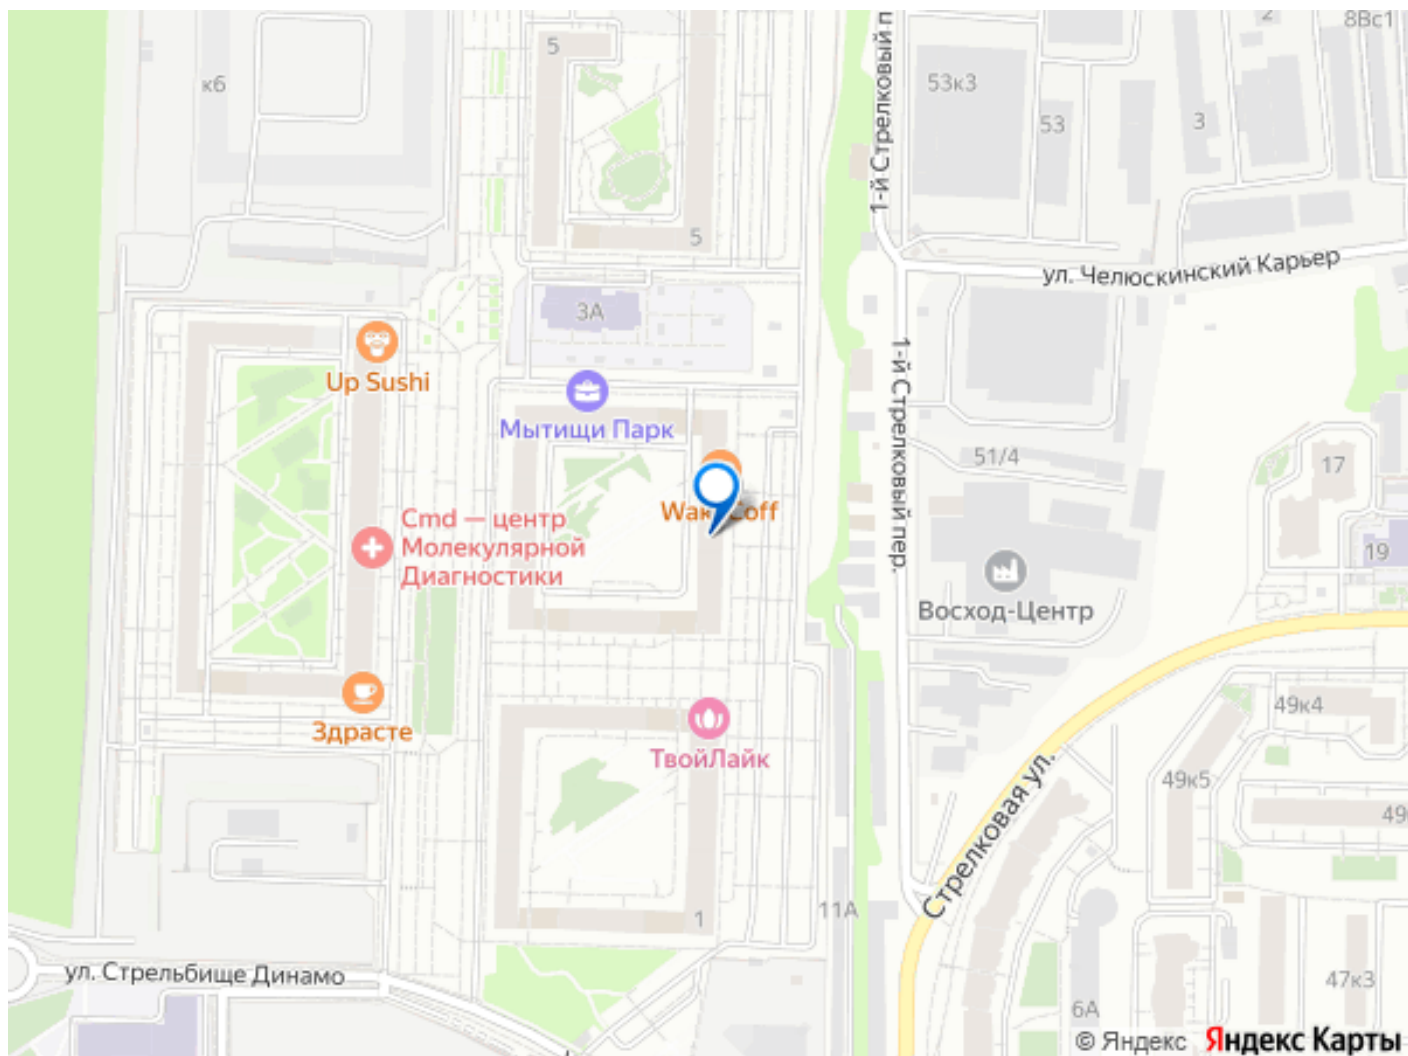 5
к6
2
8Вс1
53к3
53
3
1-й Стрелковый п
5
ул. Челюскинский Карьер
3А
Up Sushi
Мытищи Парк
1-й Стрелковый пер.
51/4
17
Cmd — центр
Молекулярной
Диагностики
19
Восход-Центр
Здрасте
ТвойЛайк
49к4
49к5
49
Стрелковая ул.
1
11А
ул. Стрельбище Динамо
6А
47к3
© Яндекс Яндекс Карты